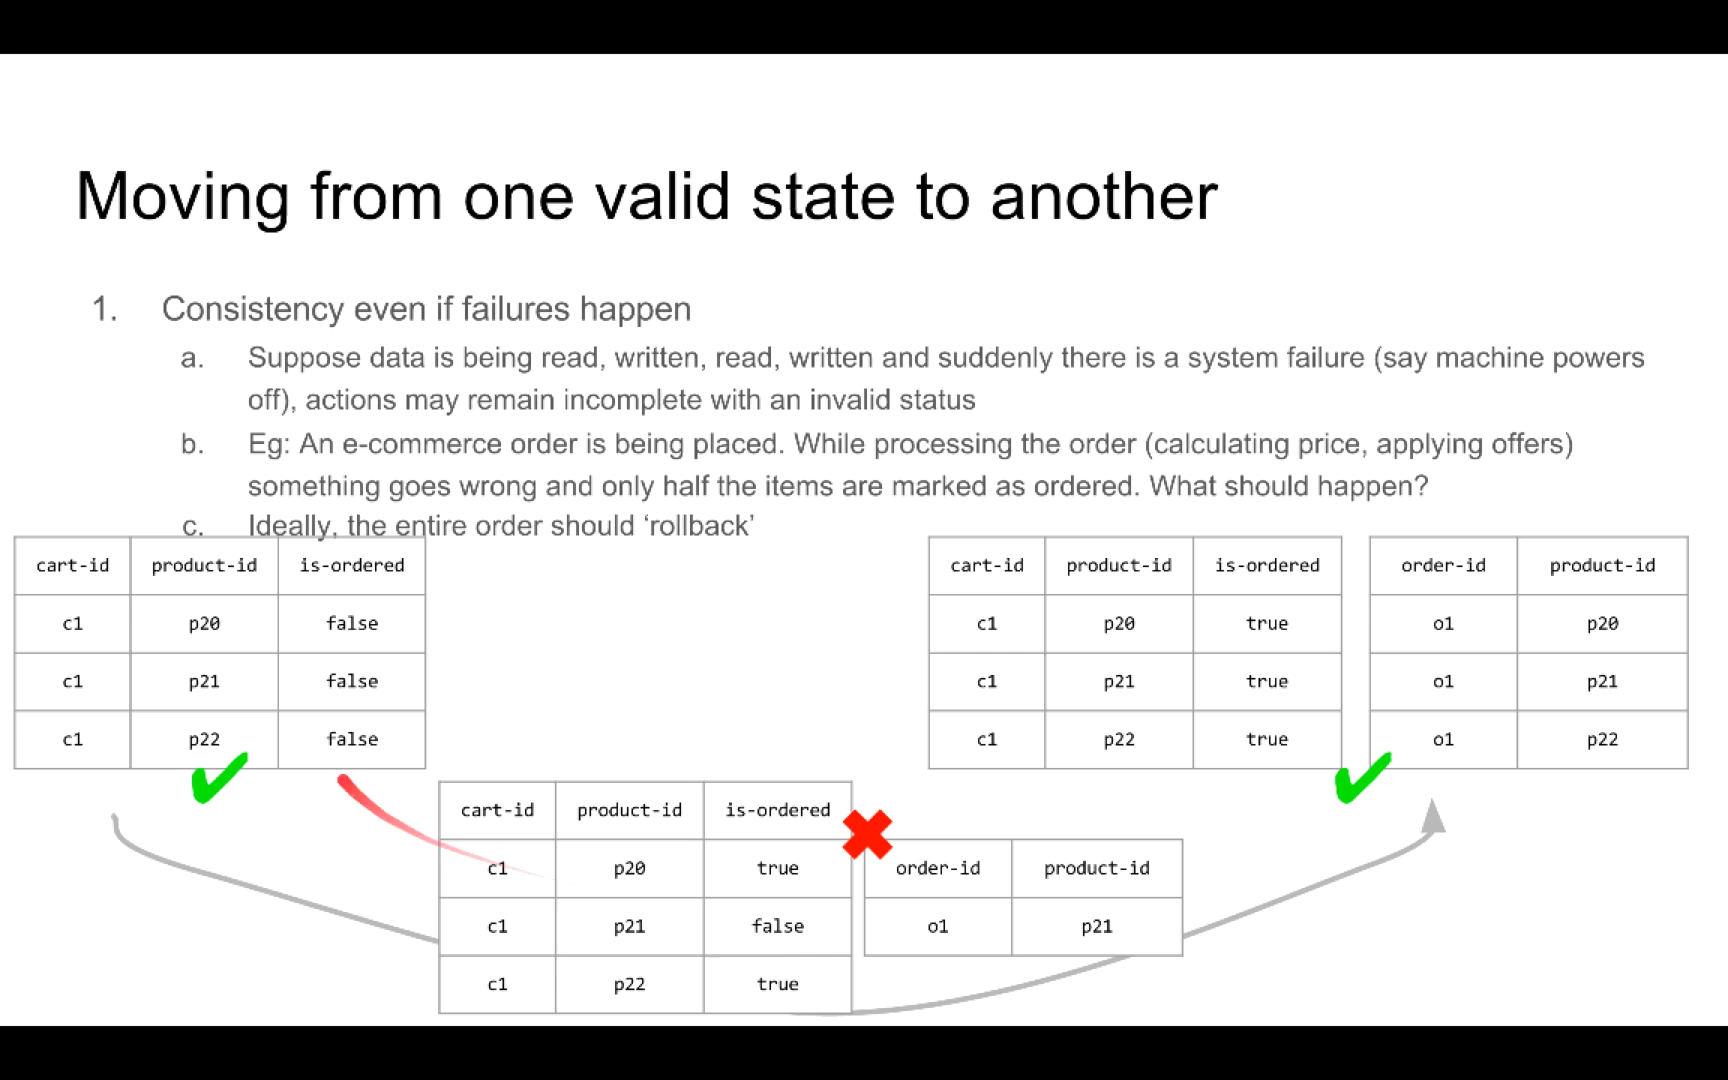 Moving from one valid state to another
1. Consistency even if failures happen
a. Suppose data is being read, written, read, written and suddenly there is a system failure (say machine powers
off), actions may remain incomplete with an invalid status
b. Eg: An e-commerce order is being placed. While processing the order (calculating price, applying offers)
something goes wrong and only half the items are marked as ordered. What should happen?
c. Ideally, the entire order should ‘rollback’
cart-id product-id is-ordered
c1 p20 false
c1 p21 false
c1 p22 false
cart-id product-id is-ordered
c1 p20 true
c1 p21 true
c1 p22 true
order-id product-id
o1 p20
o1 p21
o1 p22
cart-id product-id is-ordered
c1 p20 true
c1 p21 false
c1 p22 true
order-id product-id
o1 p21